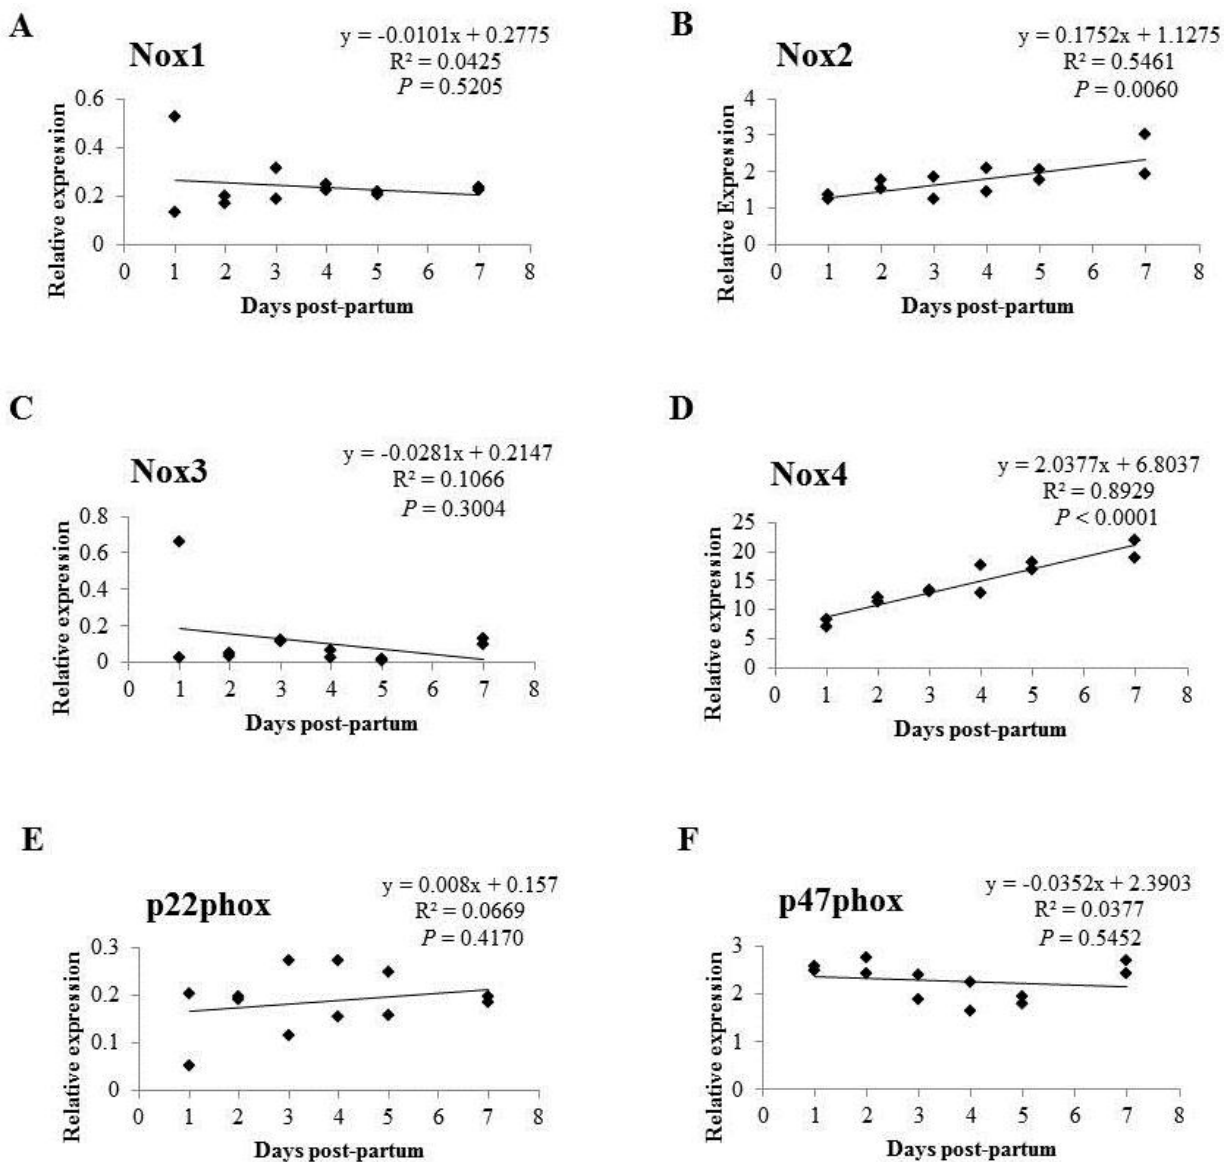 A
Nox1
y = -0.0101x + 0.2775
R² = 0.0425
P = 0.5205
Relative expression
0.6
0.4
0.2
0
0 1 2 3 4 5 6 7 8
Days post-partum
B
Nox2
y = 0.1752x + 1.1275
R² = 0.5461
P = 0.0060
Relative Expression
4
3
2
1
0
0 1 2 3 4 5 6 7 8
Days post-partum
C
Nox3
y = -0.0281x + 0.2147
R² = 0.1066
P = 0.3004
Relative expression
0.8
0.6
0.4
0.2
0
0 1 2 3 4 5 6 7 8
Days post-partum
D
Nox4
y = 2.0377x + 6.8037
R² = 0.8929
P < 0.0001
Relative expression
25
20
15
10
5
0
0 1 2 3 4 5 6 7 8
Days post-partum
E
p22phox
y = 0.008x + 0.157
R² = 0.0669
P = 0.4170
Relative expression
0.3
0.2
0.1
0
0 1 2 3 4 5 6 7 8
Days post-partum
F
p47phox
y = -0.0352x + 2.3903
R² = 0.0377
P = 0.5452
Relative expression
3
2
1
0
0 1 2 3 4 5 6 7 8
Days post-partum